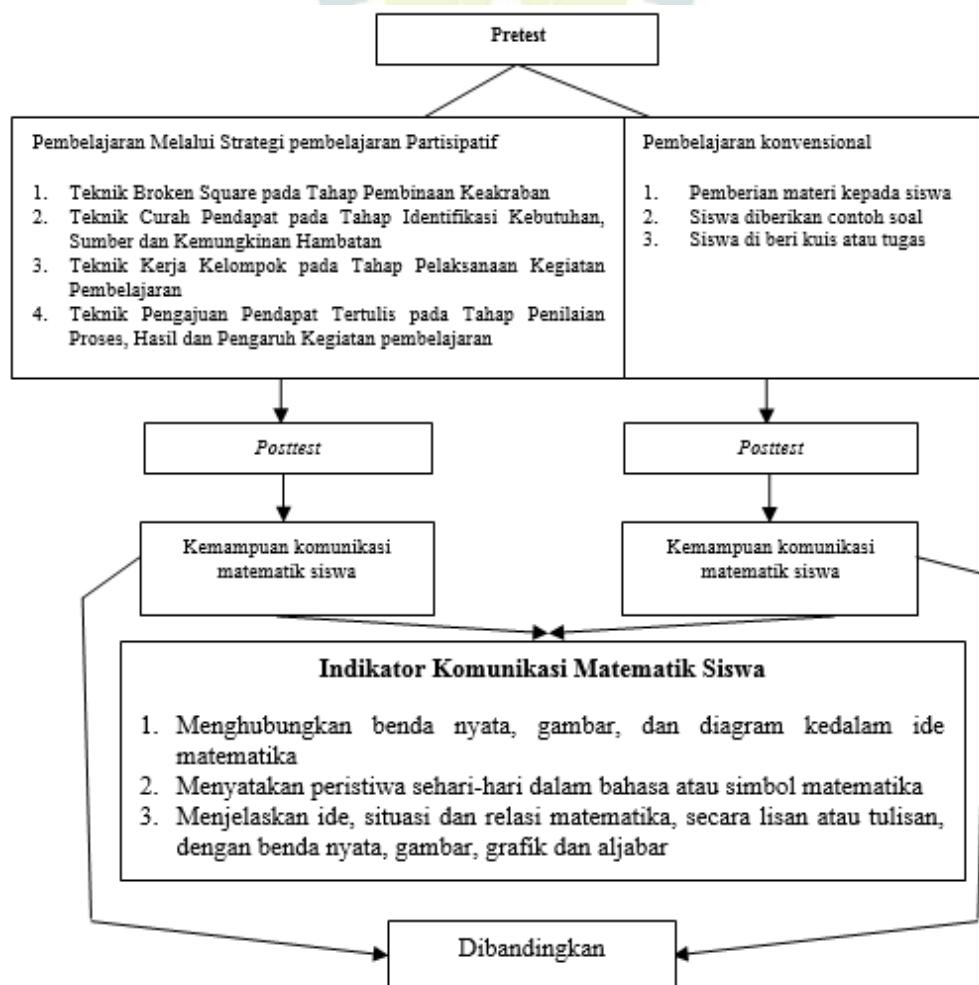 Pretest
Pembelajaran Melalui Strategi pembelajaran Partisipatif
1. Teknik Broken Square pada Tahap Pembinaan Keakraban
2. Teknik Curah Pendapat pada Tahap Identifikasi Kebutuhan,
Sumber dan Kemungkinan Hambatan
3. Teknik Kerja Kelompok pada Tahap Pelaksanaan Kegiatan
Pembelajaran
4. Teknik Pengajuan Pendapat Tertulis pada Tahap Penilaian
Proses, Hasil dan Pengaruh Kegiatan pembelajaran
Pembelajaran konvensional
1. Pemberian materi kepada siswa
2. Siswa diberikan contoh soal
3. Siswa di beri kuis atau tugas
Posttest
Posttest
Kemampuan komunikasi
matematik siswa
Kemampuan komunikasi
matematik siswa
Indikator Komunikasi Matematik Siswa
1. Menghubungkan benda nyata, gambar, dan diagram kedalam ide
matematika
2. Menyatakan peristiwa sehari-hari dalam bahasa atau simbol matematika
3. Menjelaskan ide, situasi dan relasi matematika, secara lisan atau tulisan,
dengan benda nyata, gambar, grafik dan aljabar
Dibandingkan